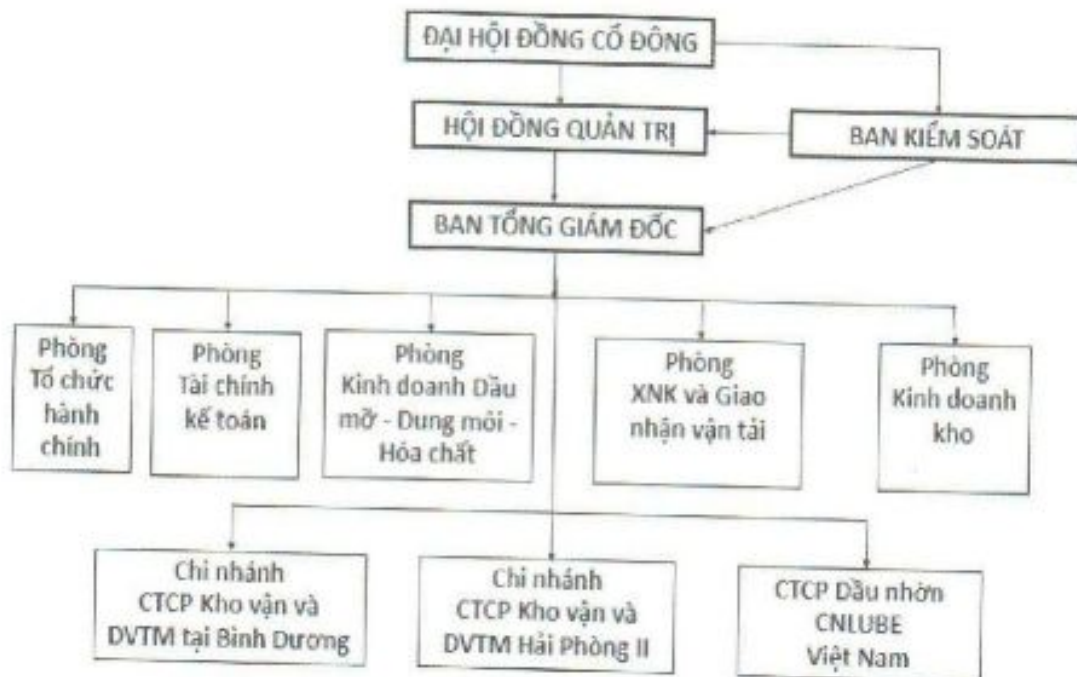 ĐẠI HỘI ĐỒNG CỔ ĐÔNG
HỘI ĐỒNG QUẢN TRỊ
BAN KIỂM SOÁT
BAN TỔNG GIÁM ĐỐC
Phòng
Tổ chức
hành
chính
Phòng
Tài chính
kế toán
Phòng
Kinh doanh Dầu
mỡ - Dung môi -
Hóa chất
Phòng
XNK và Giao
nhận vận tải
Phòng
Kinh doanh
kho
Chi nhánh
CTCP Kho vận và
DVTM tại Bình Dương
Chi nhánh
CTCP Kho vận và
DVTM Hải Phòng II
CTCP Dầu nhờn
CNLUBE
Việt Nam